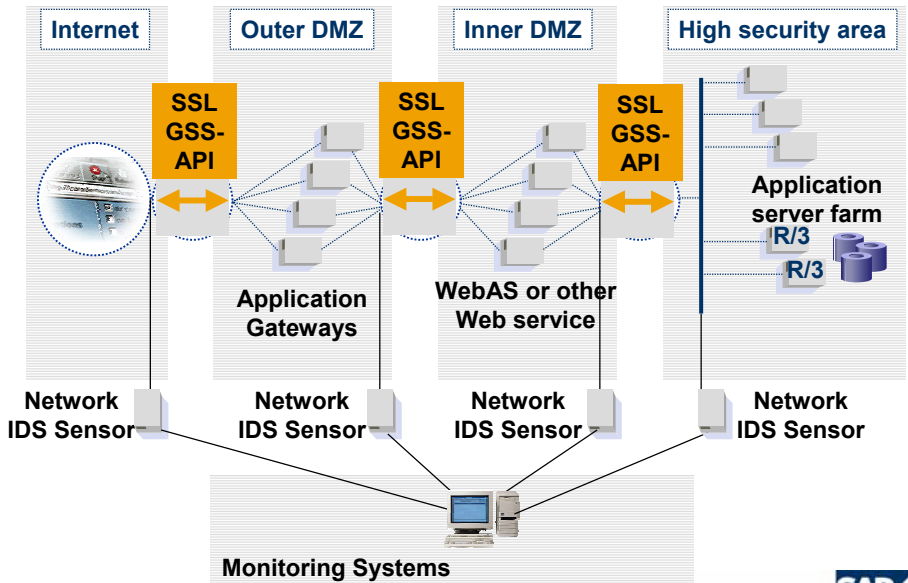 Internet
Outer DMZ
Inner DMZ
High security area
SSL
GSS-
API
SSL
GSS-
API
SSL
GSS-
API
Application
server farm
R/3
R/3
Application
Gateways
WebAS or other
Web service
Network
IDS Sensor
Network
IDS Sensor
Network
IDS Sensor
Network
IDS Sensor
Monitoring Systems